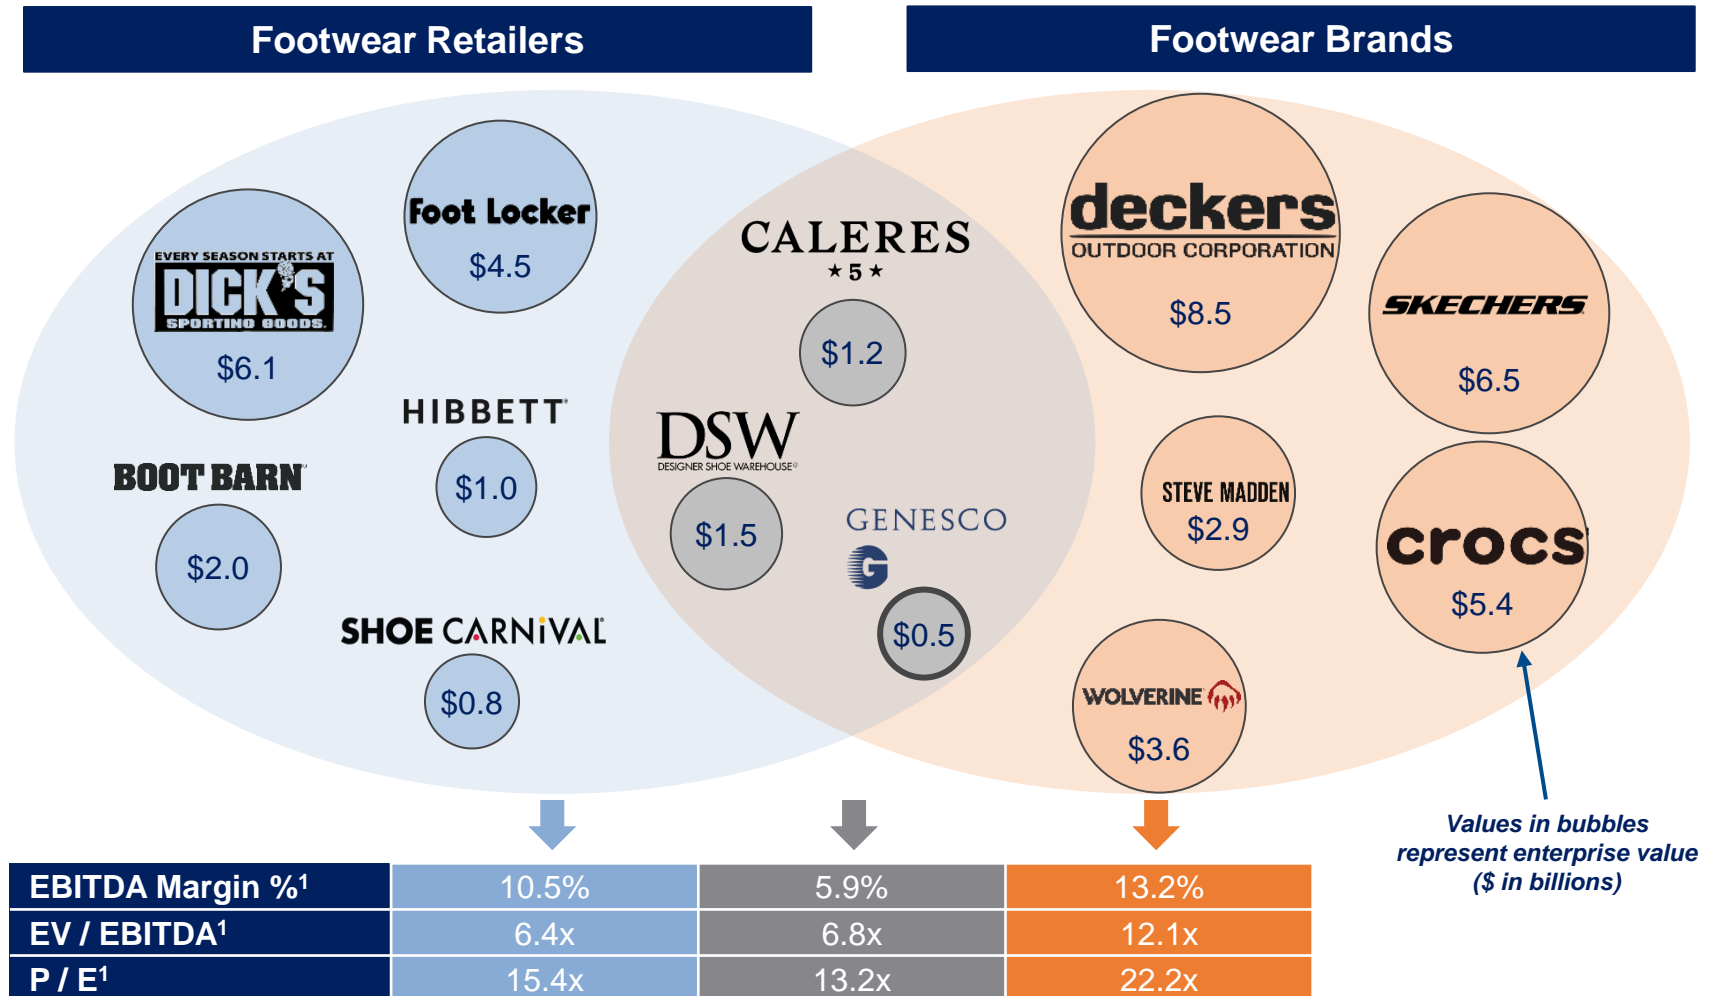 Footwear Retailers
Footwear Brands
Foot Locker
$4.5
EVERY SEASON STARTS AT
DICK'S
SPORTING GOODS.
$6.1
HIBBETT
$1.0
BOOT BARN
$2.0
SHOE CARNiVAL
$0.8
CALERES
★ 5 ★
$1.2
DSW
DESIGNER SHOE WAREHOUSE®
$1.5
GENESCO
G
$0.5
deckers
OUTDOOR CORPORATION
$8.5
SKECHERS
$6.5
STEVE MADDEN
$2.9
crocs
$5.4
WOLVERINE
$3.6
Values in bubbles
represent enterprise value
($ in billions)
EBITDA Margin %¹ 10.5% 5.9% 13.2%
EV / EBITDA¹ 6.4x 6.8x 12.1x
P / E¹ 15.4x 13.2x 22.2x